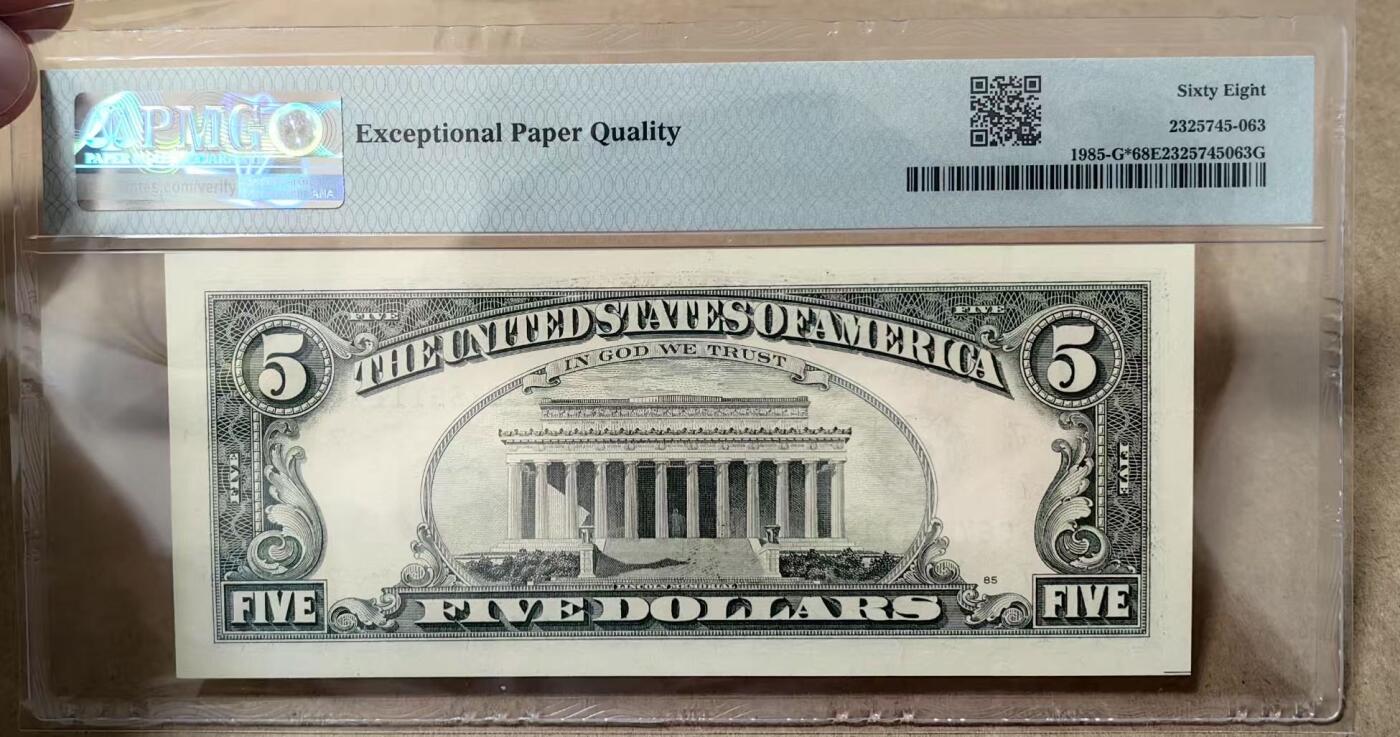 PMG
Exceptional Paper Quality
Sixty Eight
2325745-063
1985-G*68E2325745063G
ANA
FIVE
FIVE
5
THE UNITED STATES OF AMERICA
5
IN GOD WE TRUST
FIVE
FIVE
85
FIVE
FIVE DOLLARS
FIVE